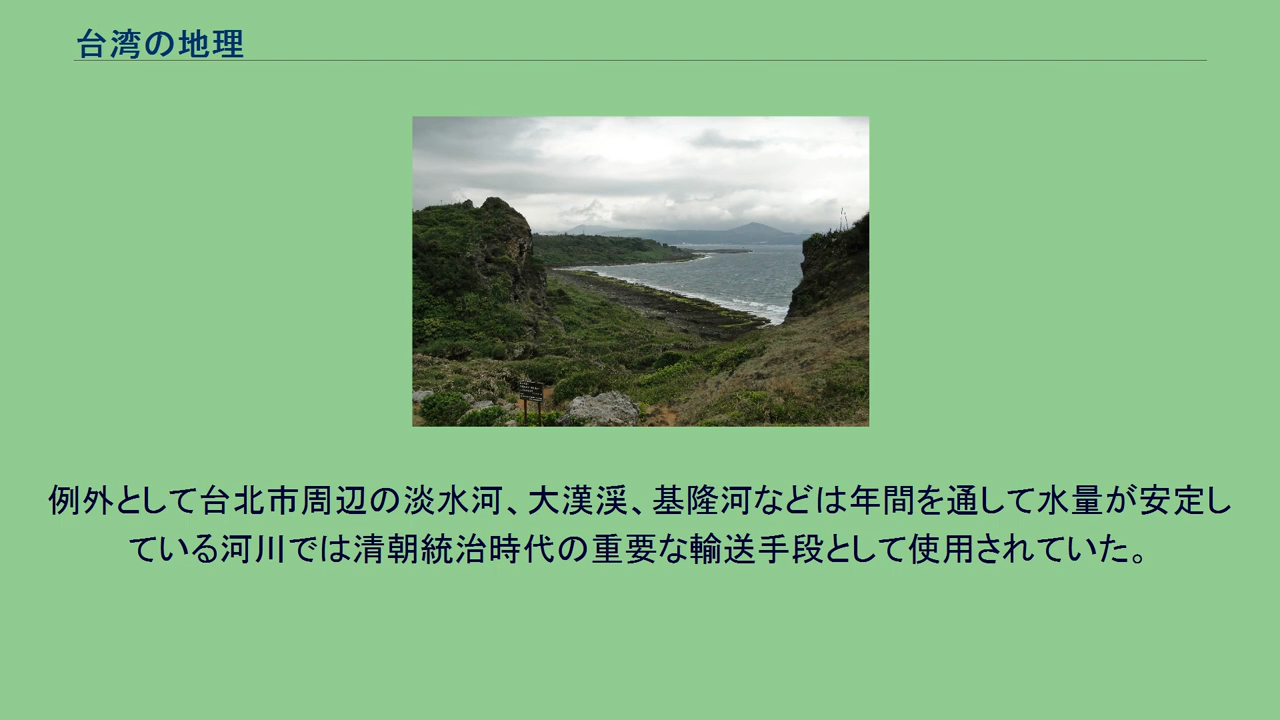 台湾の地理
例外として台北市周辺の淡水河、大漢渓、基隆河などは年間を通して水量が安定し
ている河川では清朝統治時代の重要な輸送手段として使用されていた。